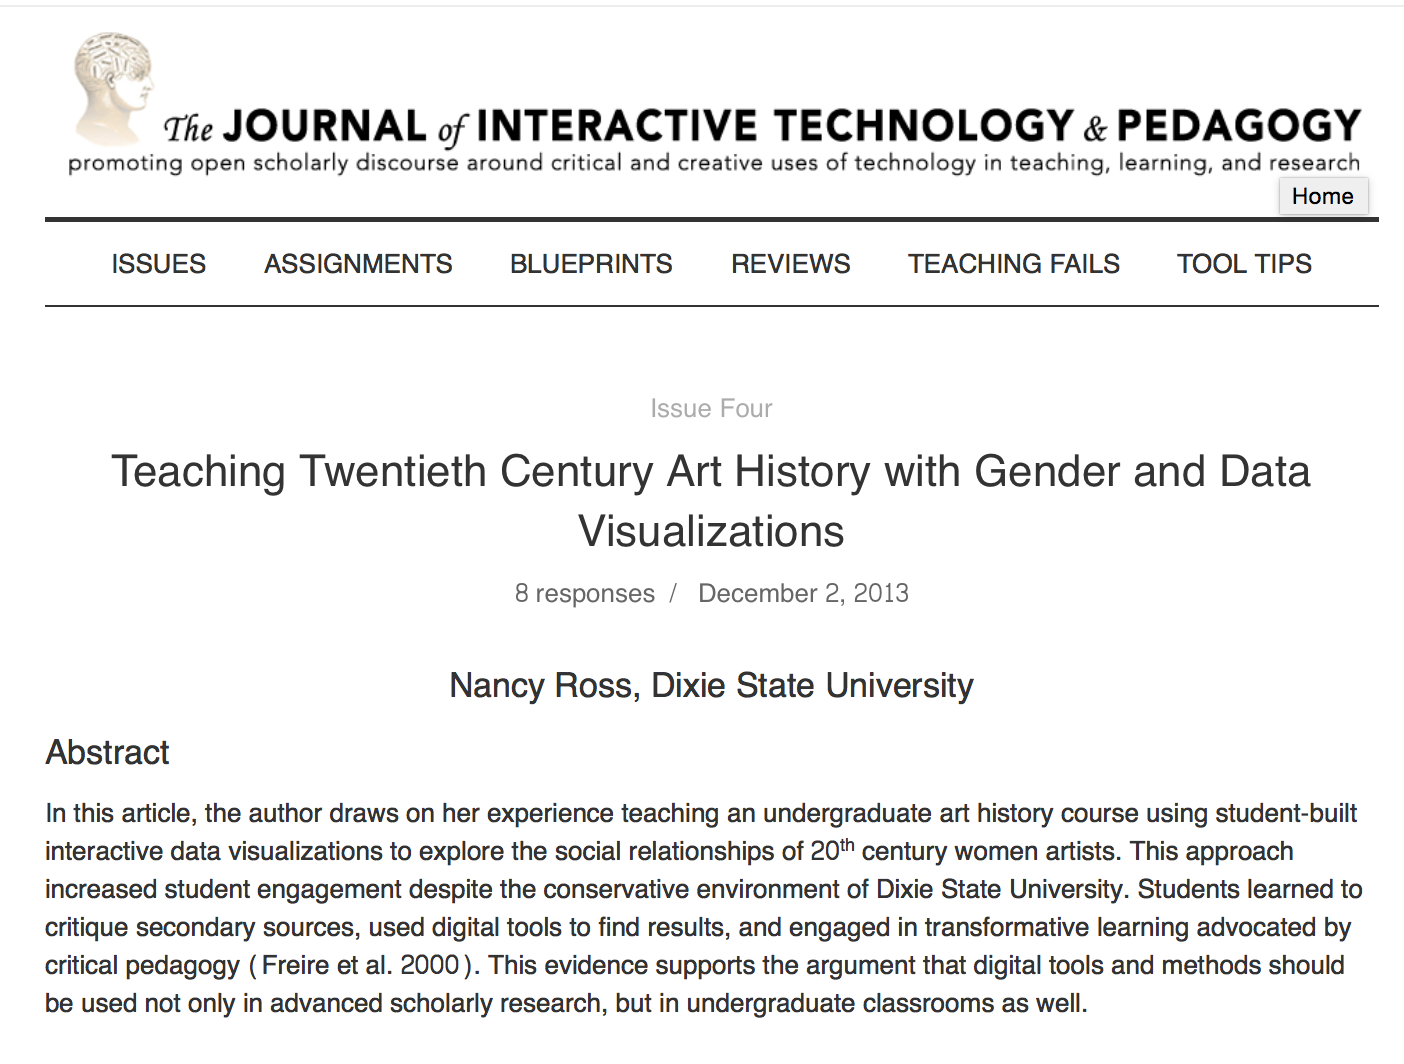 The JOURNAL of INTERACTIVE TECHNOLOGY & PEDAGOGY
promoting open scholarly discourse around critical and creative uses of technology in teaching, learning, and research
Home
ISSUES ASSIGNMENTS BLUEPRINTS REVIEWS TEACHING FAILS TOOL TIPS
Issue Four
Teaching Twentieth Century Art History with Gender and Data
Visualizations
8 responses / December 2, 2013
Nancy Ross, Dixie State University
Abstract
In this article, the author draws on her experience teaching an undergraduate art history course using student-built
interactive data visualizations to explore the social relationships of 20th century women artists. This approach
increased student engagement despite the conservative environment of Dixie State University. Students learned to
critique secondary sources, used digital tools to find results, and engaged in transformative learning advocated by
critical pedagogy (Freire et al. 2000). This evidence supports the argument that digital tools and methods should
be used not only in advanced scholarly research, but in undergraduate classrooms as well.